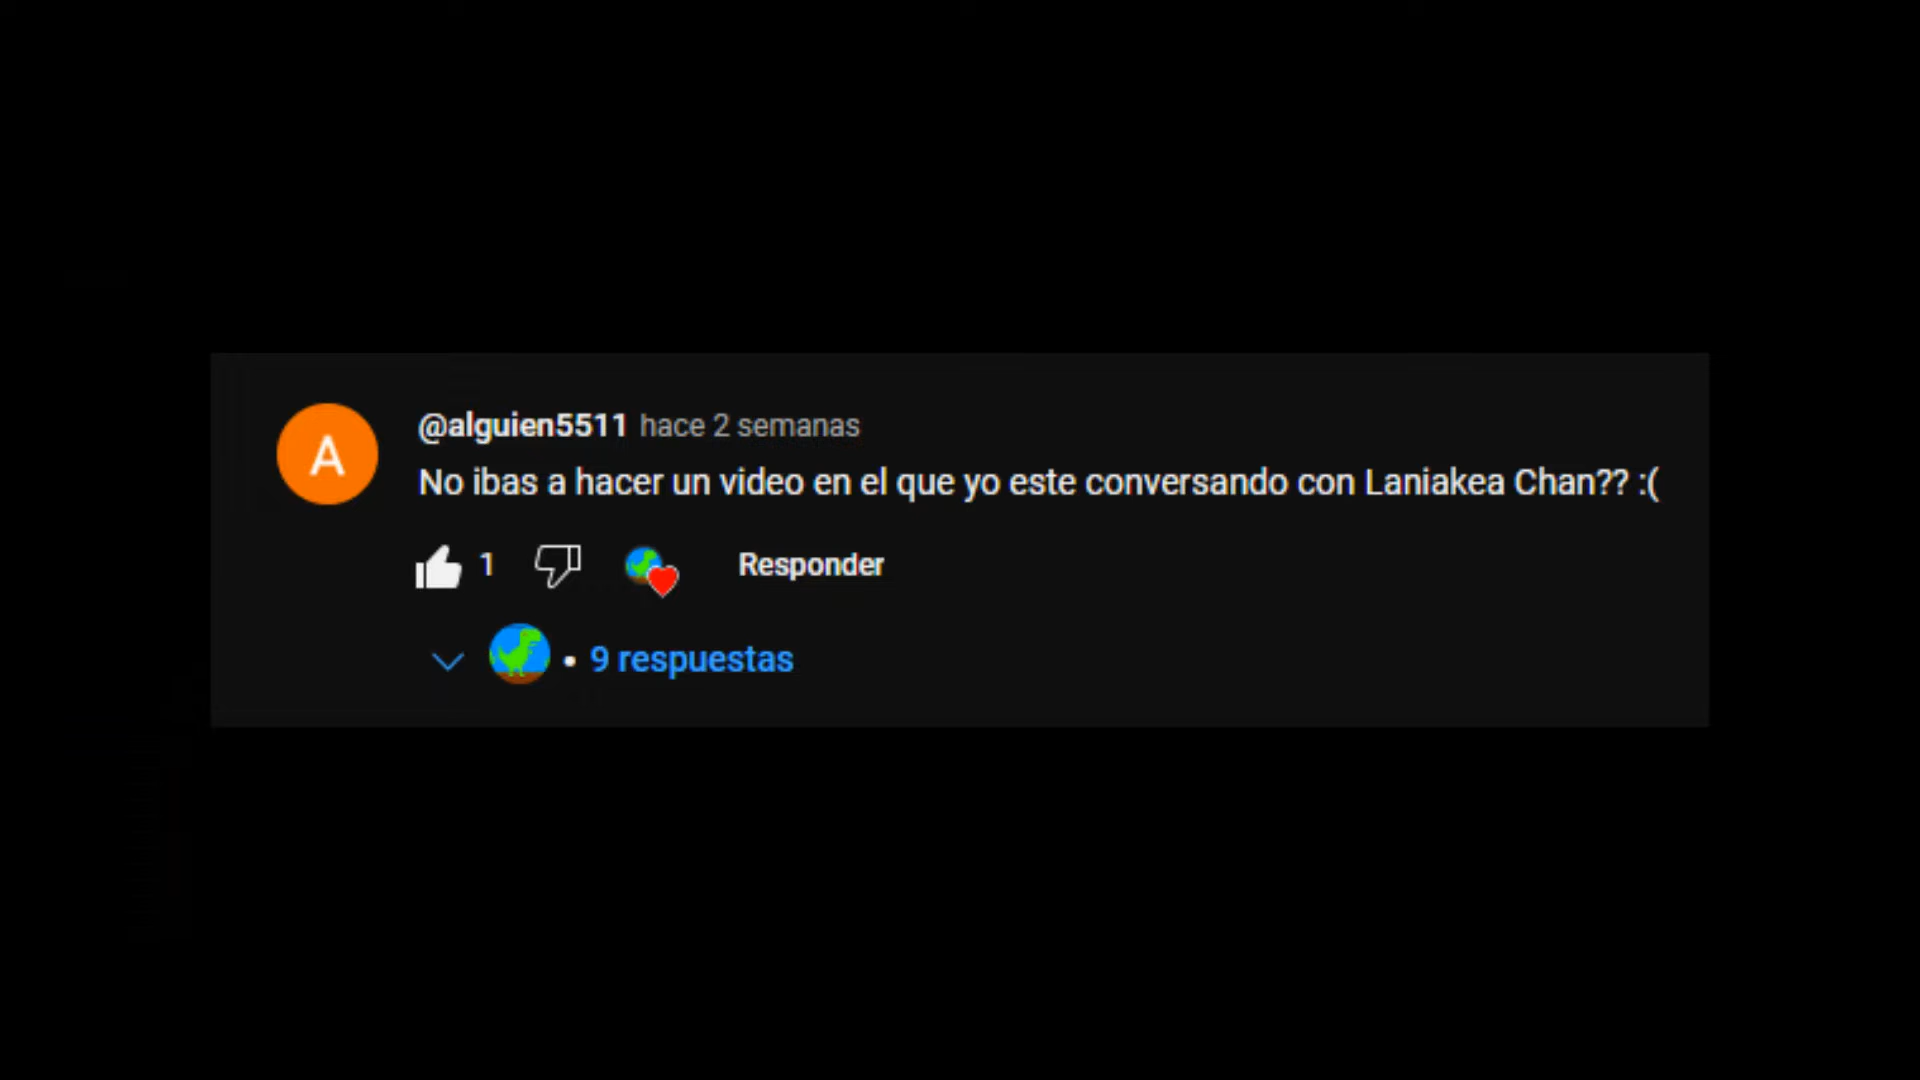 A
@alguien5511 hace 2 semanas
No ibas a hacer un video en el que yo este conversando con Laniakea Chan?? :(
1 Responder
• 9 respuestas